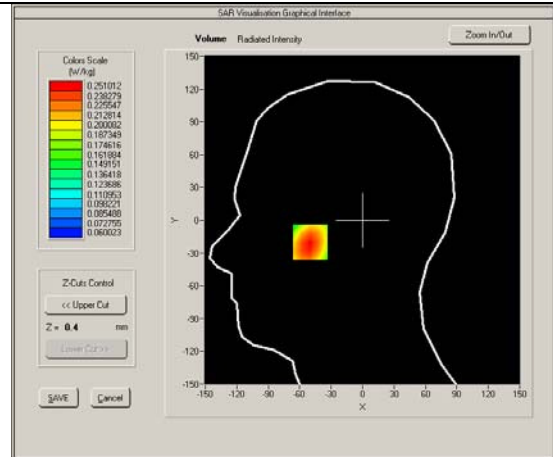 SAR Visualisation Graphical Interface
Volume Radiated Intensity
Zoom In/Out
Colors Scale
(W/kg)
0.251012
0.238279
0.225547
0.212814
0.200082
0.187349
0.174616
0.161884
0.149151
0.136418
0.123686
0.110953
0.098221
0.085488
0.072755
0.060023
Z-Cuts Control
<< Upper Cut
Z = 0.4 mm
SAVE
Cancel
150
120
90
60
30
0
-30
-60
-90
-120
-150
Y
-150 -120 -90 -60 -30 0 30 60 90 120 150
X